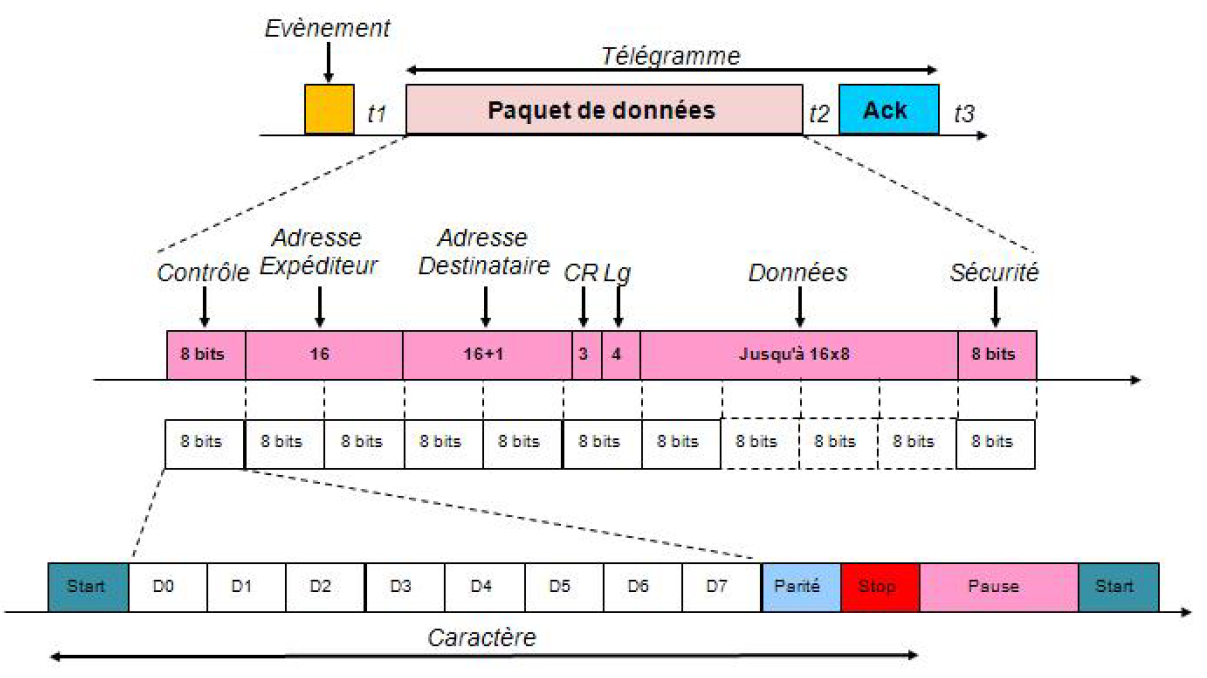 Evènement
Télégramme
t1 Paquet de données t2 Ack t3
Adresse Adresse
Contrôle Expéditeur Destinataire CR Lg Données Sécurité
8 bits 16 16+1 3 4 Jusqu'à 16x8 8 bits
8 bits 8 bits 8 bits 8 bits 8 bits 8 bits 8 bits 8 bits 8 bits 8 bits 8 bits
Start D0 D1 D2 D3 D4 D5 D6 D7 Parité Stop Pause Start
Caractère